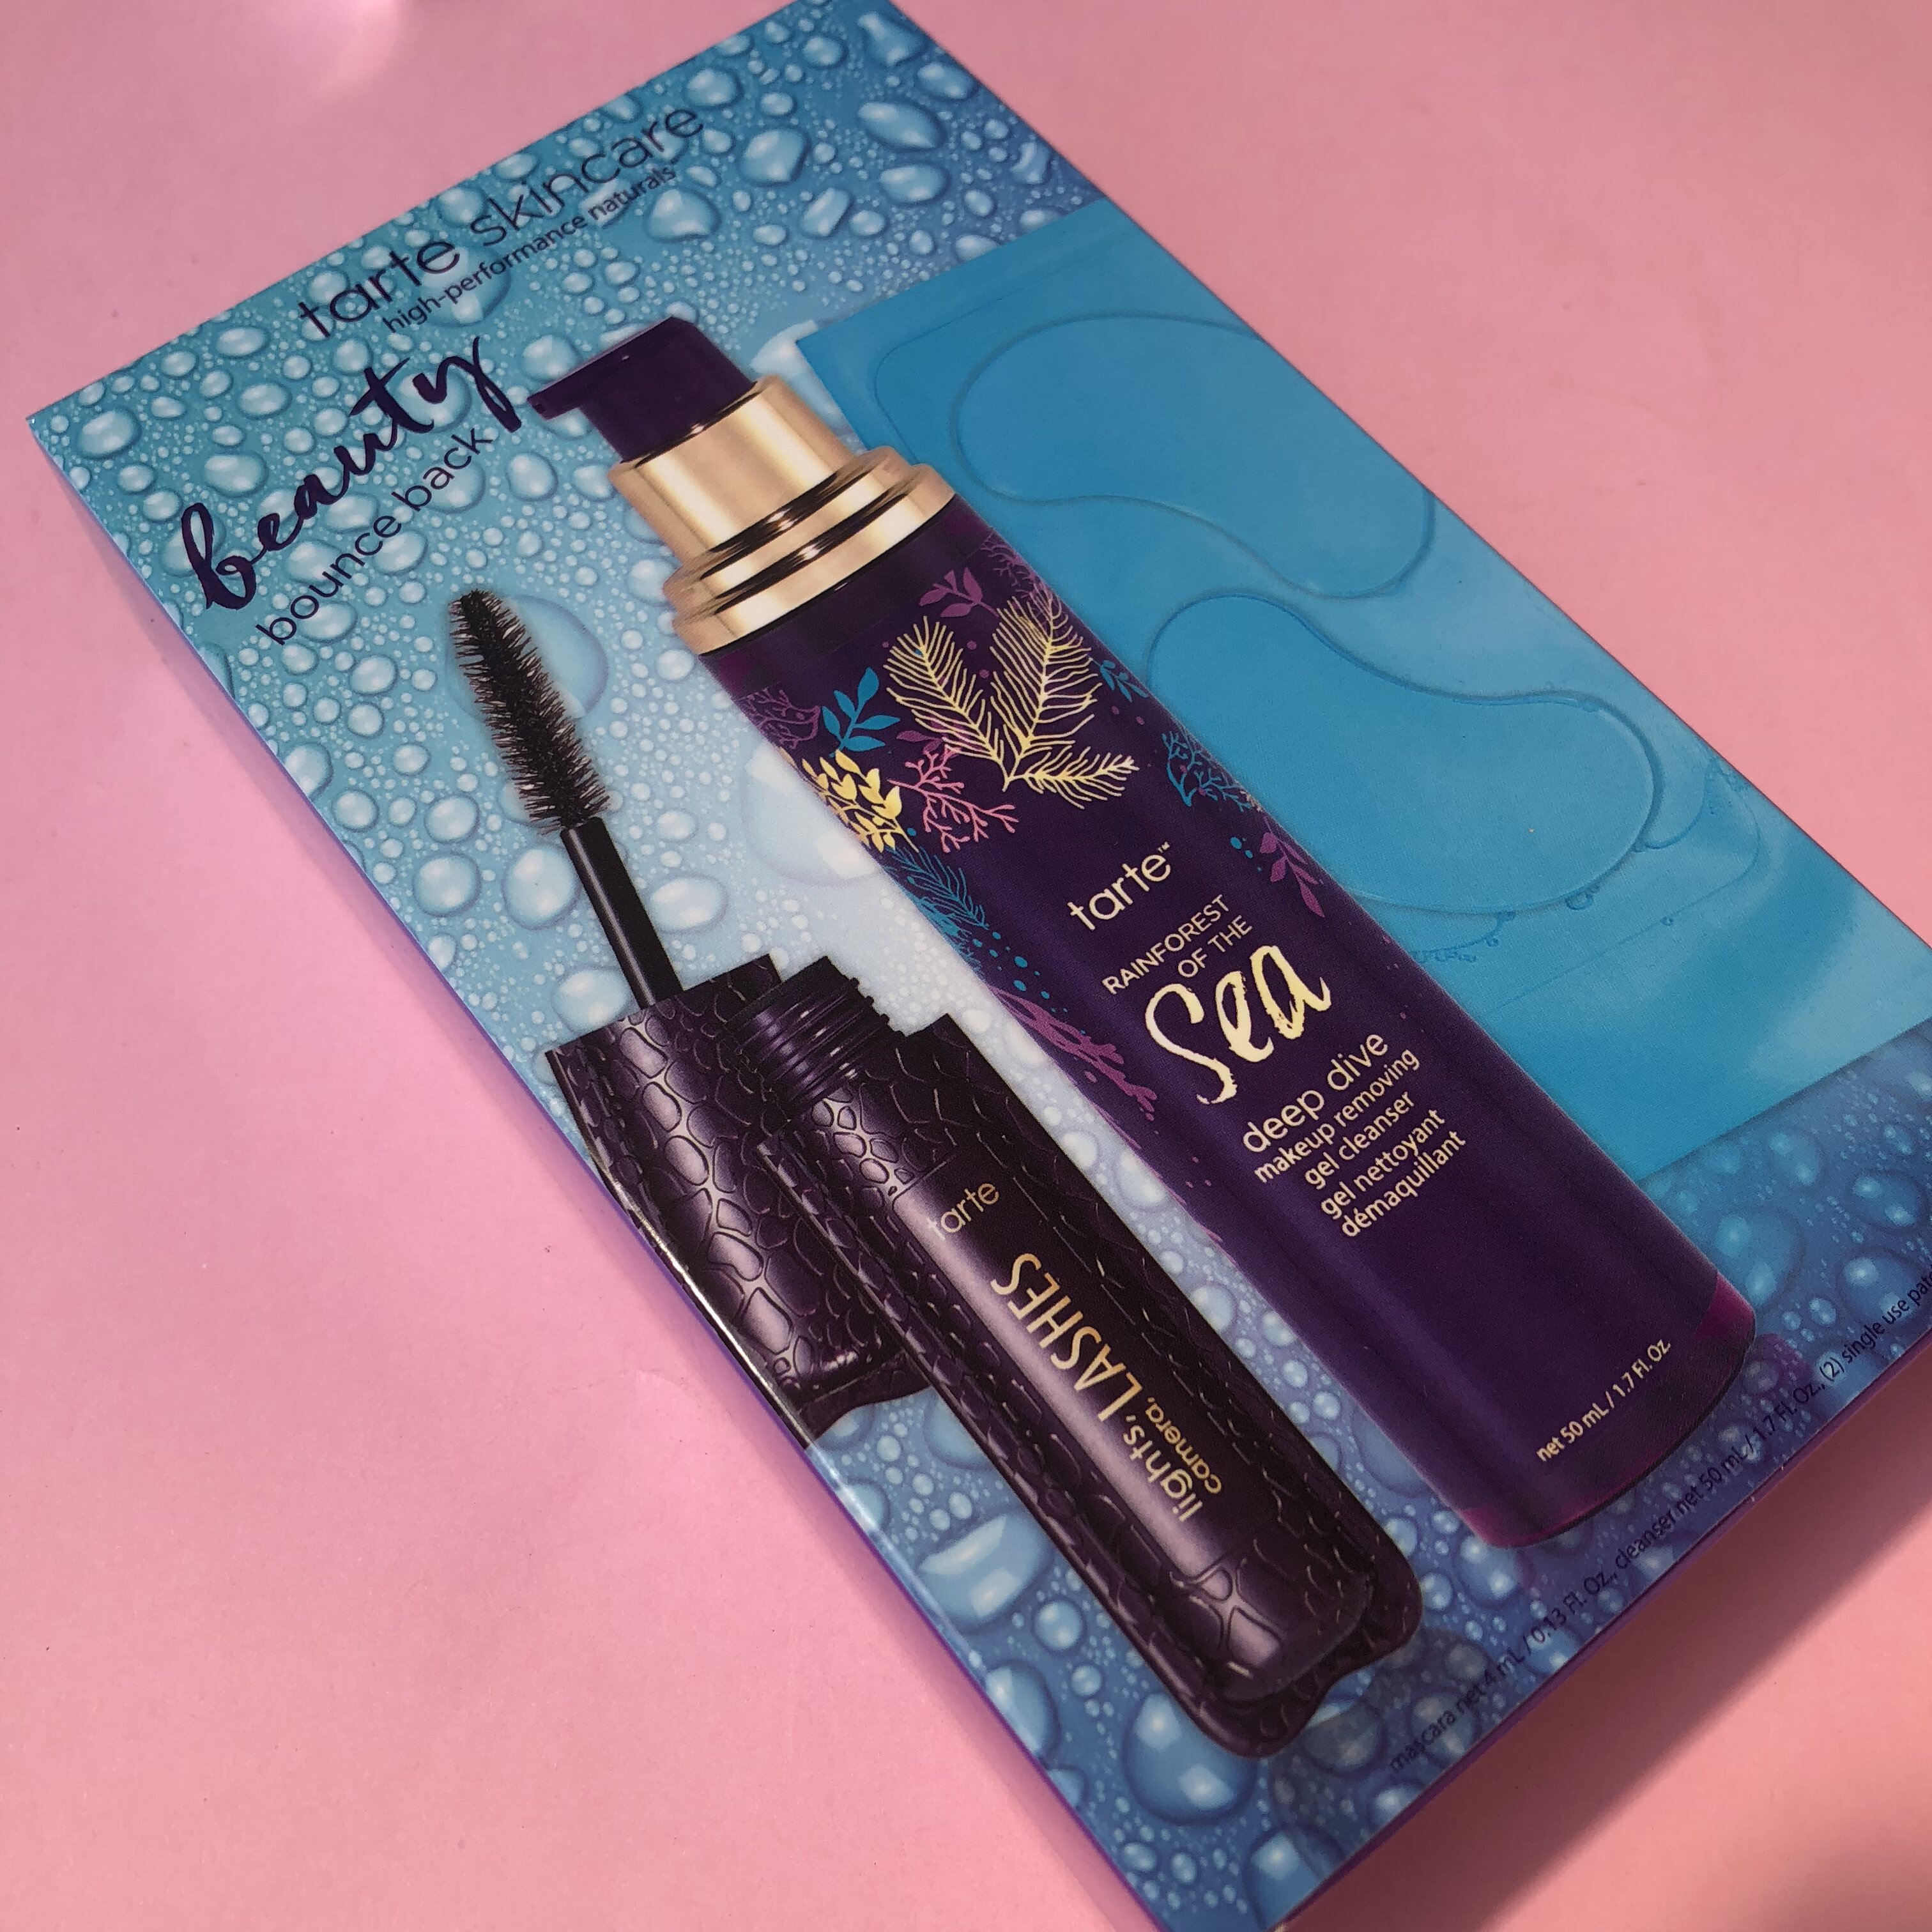 tarte skincare
high-performance naturals™
beauty
bounce back
tarte™
RAINFOREST
OF THE
Sea
deep dive
makeup removing
gel cleanser
gel nettoyant
démaquillant
net 50 mL / 1.7 Fl. Oz
tarte
lights, LASHES
camera,
mascara net 4 mL / 0.13 Fl. Oz., cleanser net 50 mL / 1.7 Fl. Oz., (2) single use